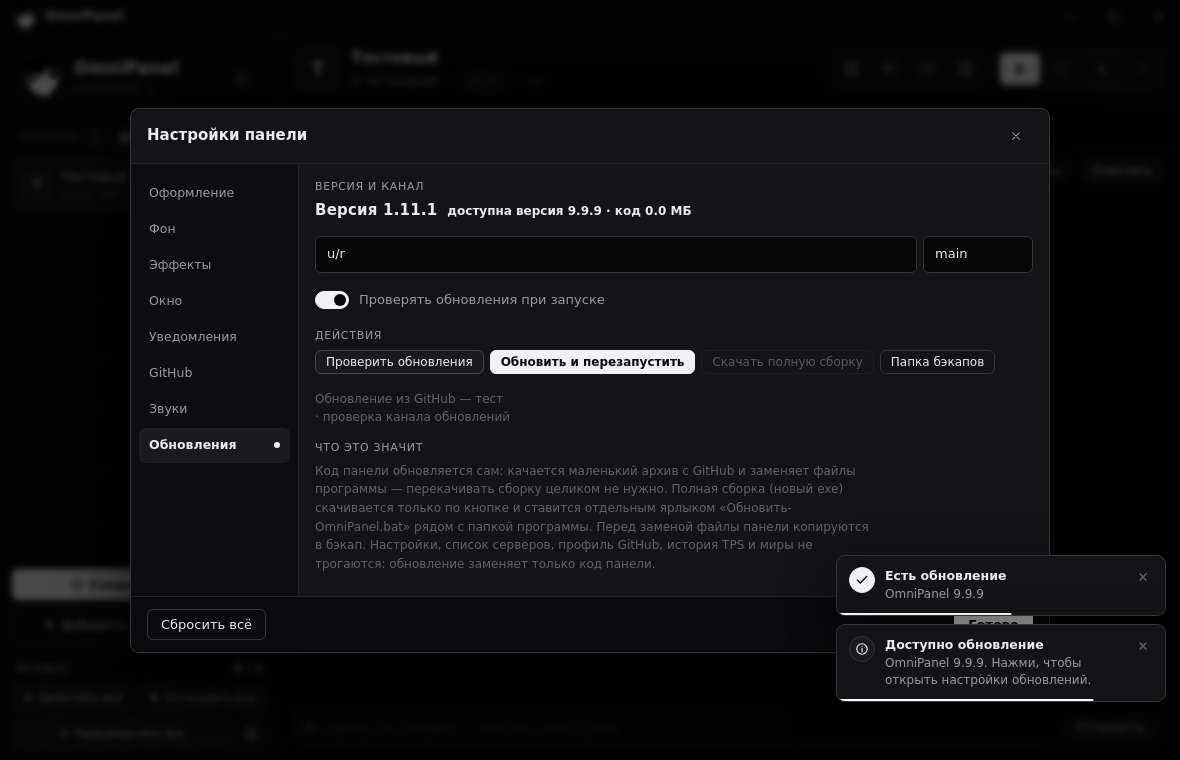 OmniPanel
OmniPanel
Тестовый
Настройки панели
Оформление
Фон
Эффекты
Окно
Уведомления
GitHub
Звуки
Обновления
ВЕРСИЯ И КАНАЛ
Версия 1.11.1 доступна версия 9.9.9 · код 0.0 МБ
u/r
main
Проверять обновления при запуске
ДЕЙСТВИЯ
Проверить обновления
Обновить и перезапустить
Скачать полную сборку
Папка бэкапов
Обновление из GitHub — тест
· проверка канала обновлений
ЧТО ЭТО ЗНАЧИТ
Код панели обновляется сам: качается маленький архив с GitHub и заменяет файлы
программы — перекачивать сборку целиком не нужно. Полная сборка (новый exe)
скачивается только по кнопке и ставится отдельным ярлыком «Обновить-
OmniPanel.bat» рядом с папкой программы. Перед заменой файлы панели копируются
в бэкап. Настройки, список серверов, профиль GitHub, история TPS и миры не
трогаются: обновление заменяет только код панели.
Сбросить всё
Готово
Есть обновление
OmniPanel 9.9.9
Доступно обновление
OmniPanel 9.9.9. Нажми, чтобы
открыть настройки обновлений.